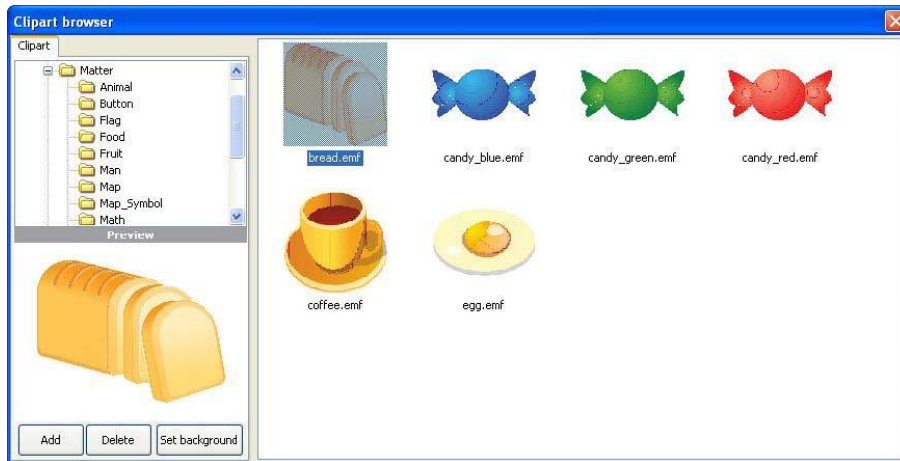 Clipart browser
Clipart
Matter
Animal
Button
Flag
Food
Fruit
Man
Map
Map_Symbol
Math
Preview
Add
Delete
Set background
bread.emf
candy_blue.emf
candy_green.emf
candy_red.emf
coffee.emf
egg.emf